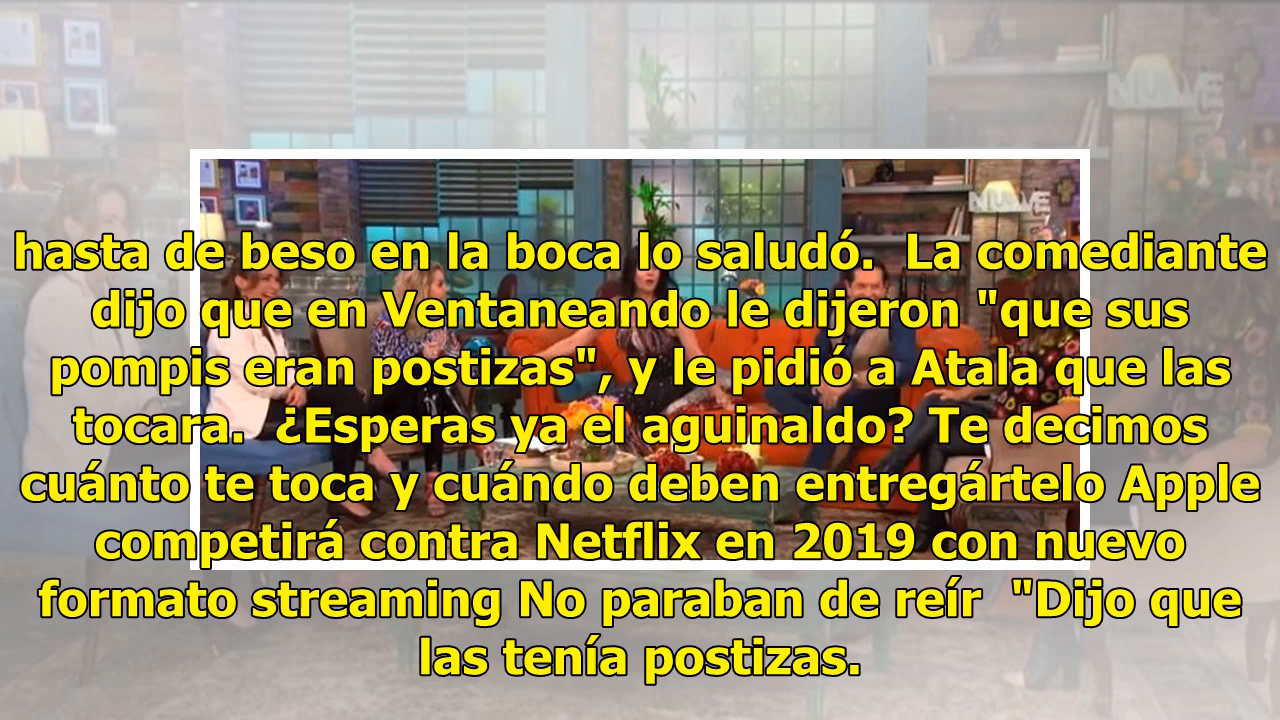 hasta de beso en la boca lo saludó.  La comediante
dijo que en Ventaneando le dijeron "que sus
pompis eran postizas", y le pidió a Atala que las
tocara.  ¿Esperas ya el aguinaldo? Te decimos
cuánto te toca y cuándo deben entregártelo Apple
competirá contra Netflix en 2019 con nuevo
formato streaming No paraban de reír  "Dijo que
las tenía postizas.